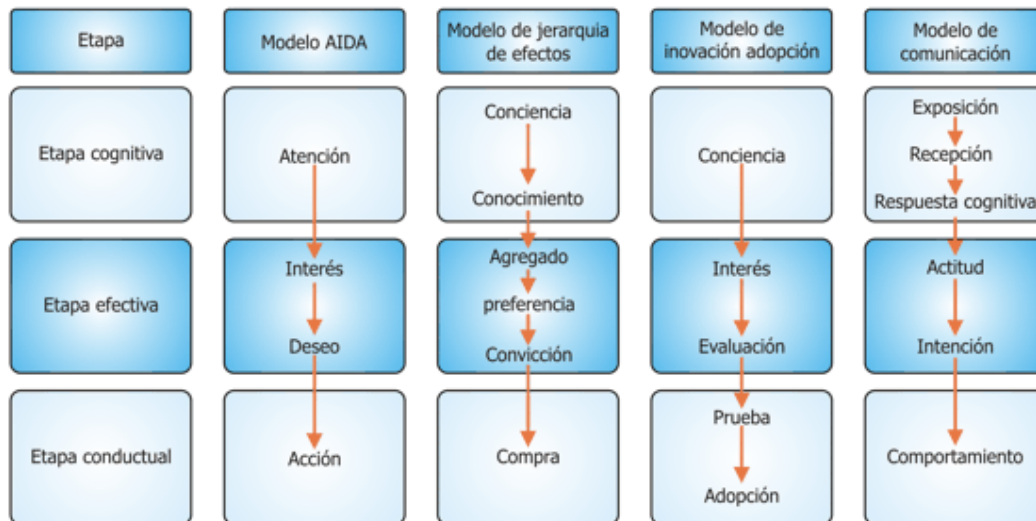 Etapa
Modelo AIDA
Modelo de jerarquia
de efectos
Modelo de
inovación adopción
Modelo de
comunicación
Etapa cognitiva
Atención
Conciencia
Conocimiento
Conciencia
Exposición
Recepción
Respuesta cognitiva
Etapa efectiva
Interés
Deseo
Agregado
preferencia
Convicción
Interés
Evaluación
Actitud
Intención
Etapa conductual
Acción
Compra
Prueba
Adopción
Comportamiento